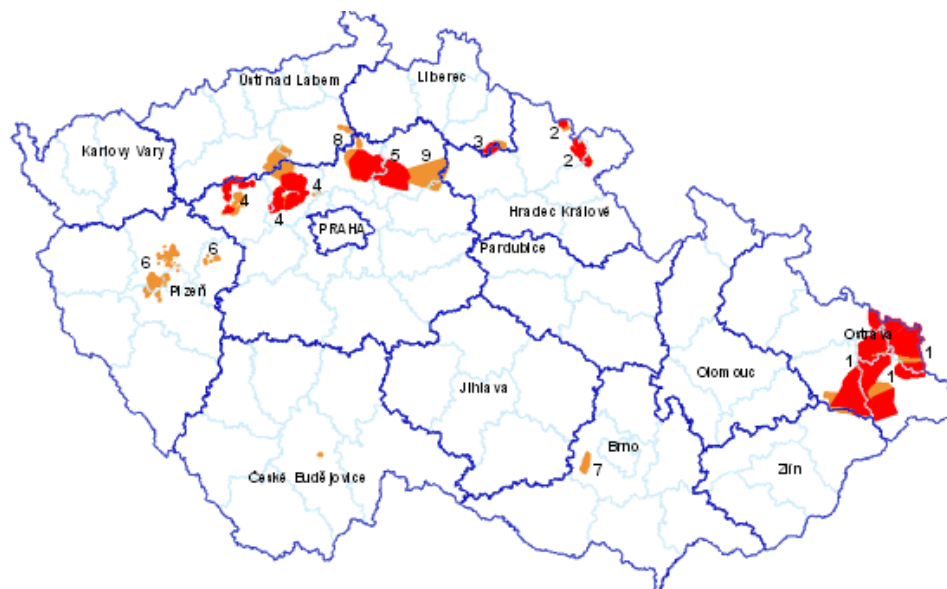 Ústí nad Labem
Liberec
Karlovy Vary
8
5
9
3
2
2
4
4
4
PRAHA
Hradec Králové
Pardubice
6
6
Plzeň
Ostrava
1
1
1
Olomouc
Jihlava
Brno
7
Zlín
České Budějovice